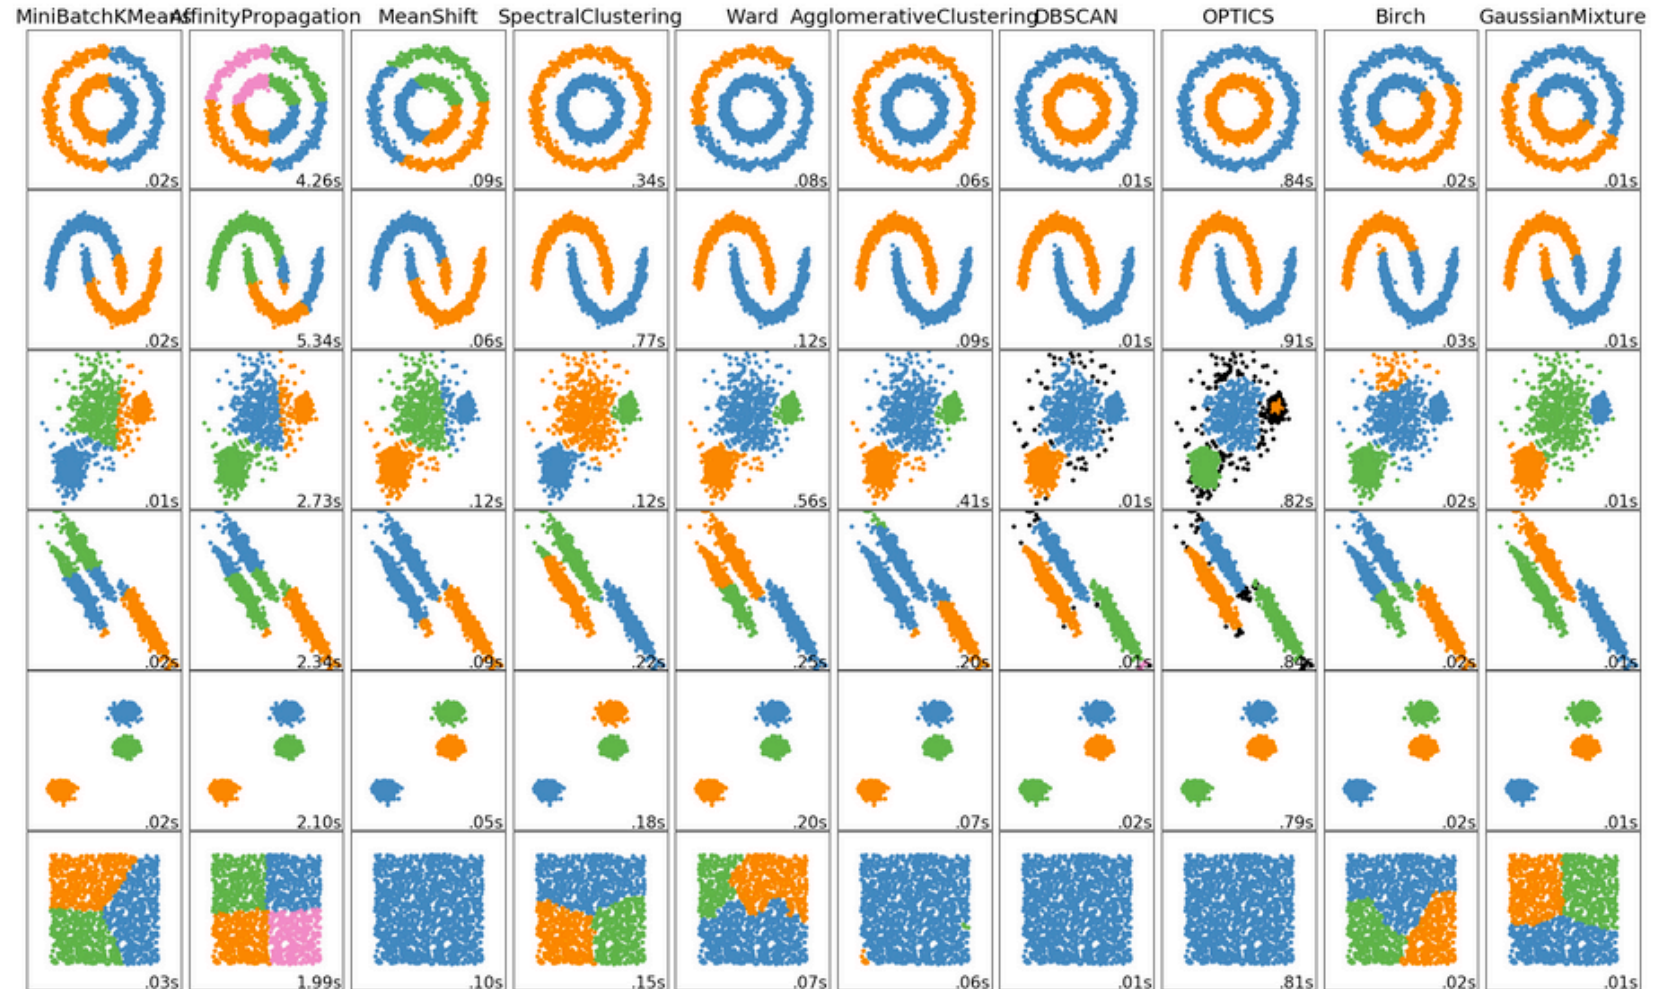 MiniBatchKMeans AffinityPropagation MeanShift SpectralClustering Ward AgglomerativeClustering DBSCAN OPTICS Birch GaussianMixture
.02s 4.26s .09s .34s .08s .06s .01s .84s .02s .01s
.02s 5.34s .06s .77s .12s .09s .01s .91s .03s .01s
.01s 2.73s .12s .12s .56s .41s .01s .82s .02s .01s
.02s 2.34s .09s .22s .25s .20s .01s .84s .02s .01s
.02s 2.10s .05s .18s .20s .07s .02s .79s .02s .01s
.03s 1.99s .10s .15s .07s .06s .01s .81s .02s .01s